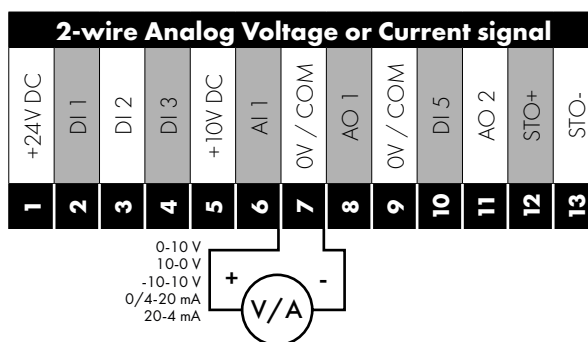 2-wire Analog Voltage or Current signal
+24V DC
DI 1
DI 2
DI 3
+10V DC
AI 1
0V / COM
AO 1
0V / COM
DI 5
AO 2
STO+
STO-
1
2
3
4
5
6
7
8
9
10
11
12
13
0-10 V
10-0 V
-10-10 V
0/4-20 mA
20-4 mA
+
V/A
-